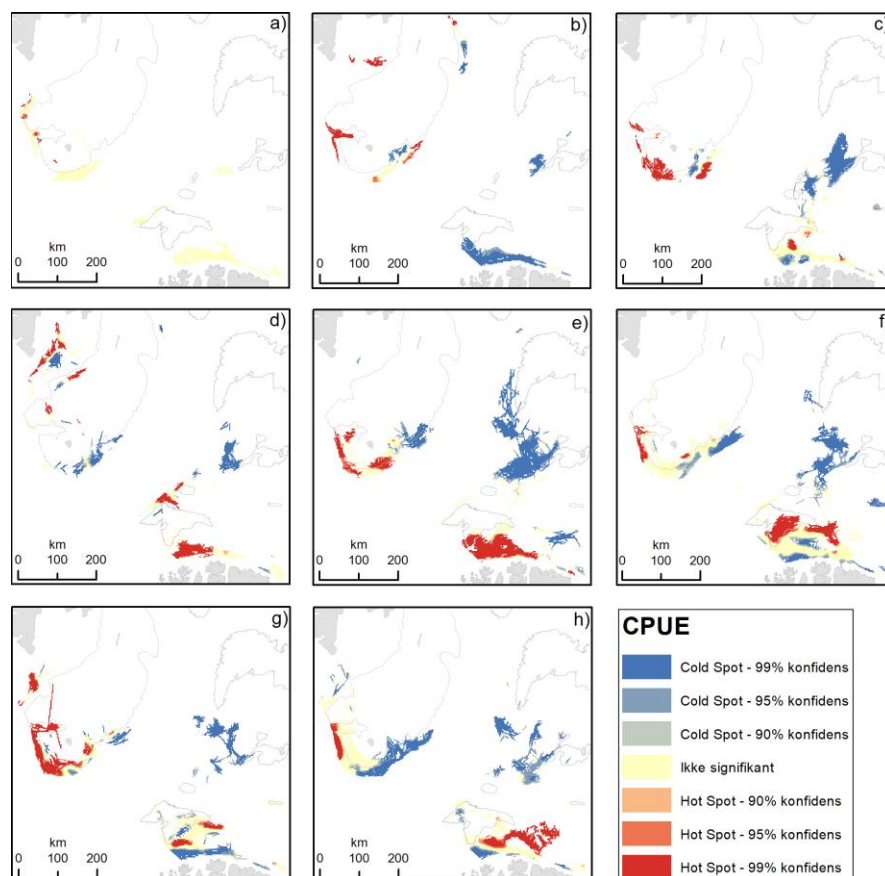 a)
km
0 100 200
b)
km
0 100 200
c)
km
0 100 200
d)
km
0 100 200
e)
km
0 100 200
f)
km
0 100 200
g)
km
0 100 200
h)
km
0 100 200
CPUE
Cold Spot - 99% konfidens
Cold Spot - 95% konfidens
Cold Spot - 90% konfidens
Ikke signifikant
Hot Spot - 90% konfidens
Hot Spot - 95% konfidens
Hot Spot - 99% konfidens